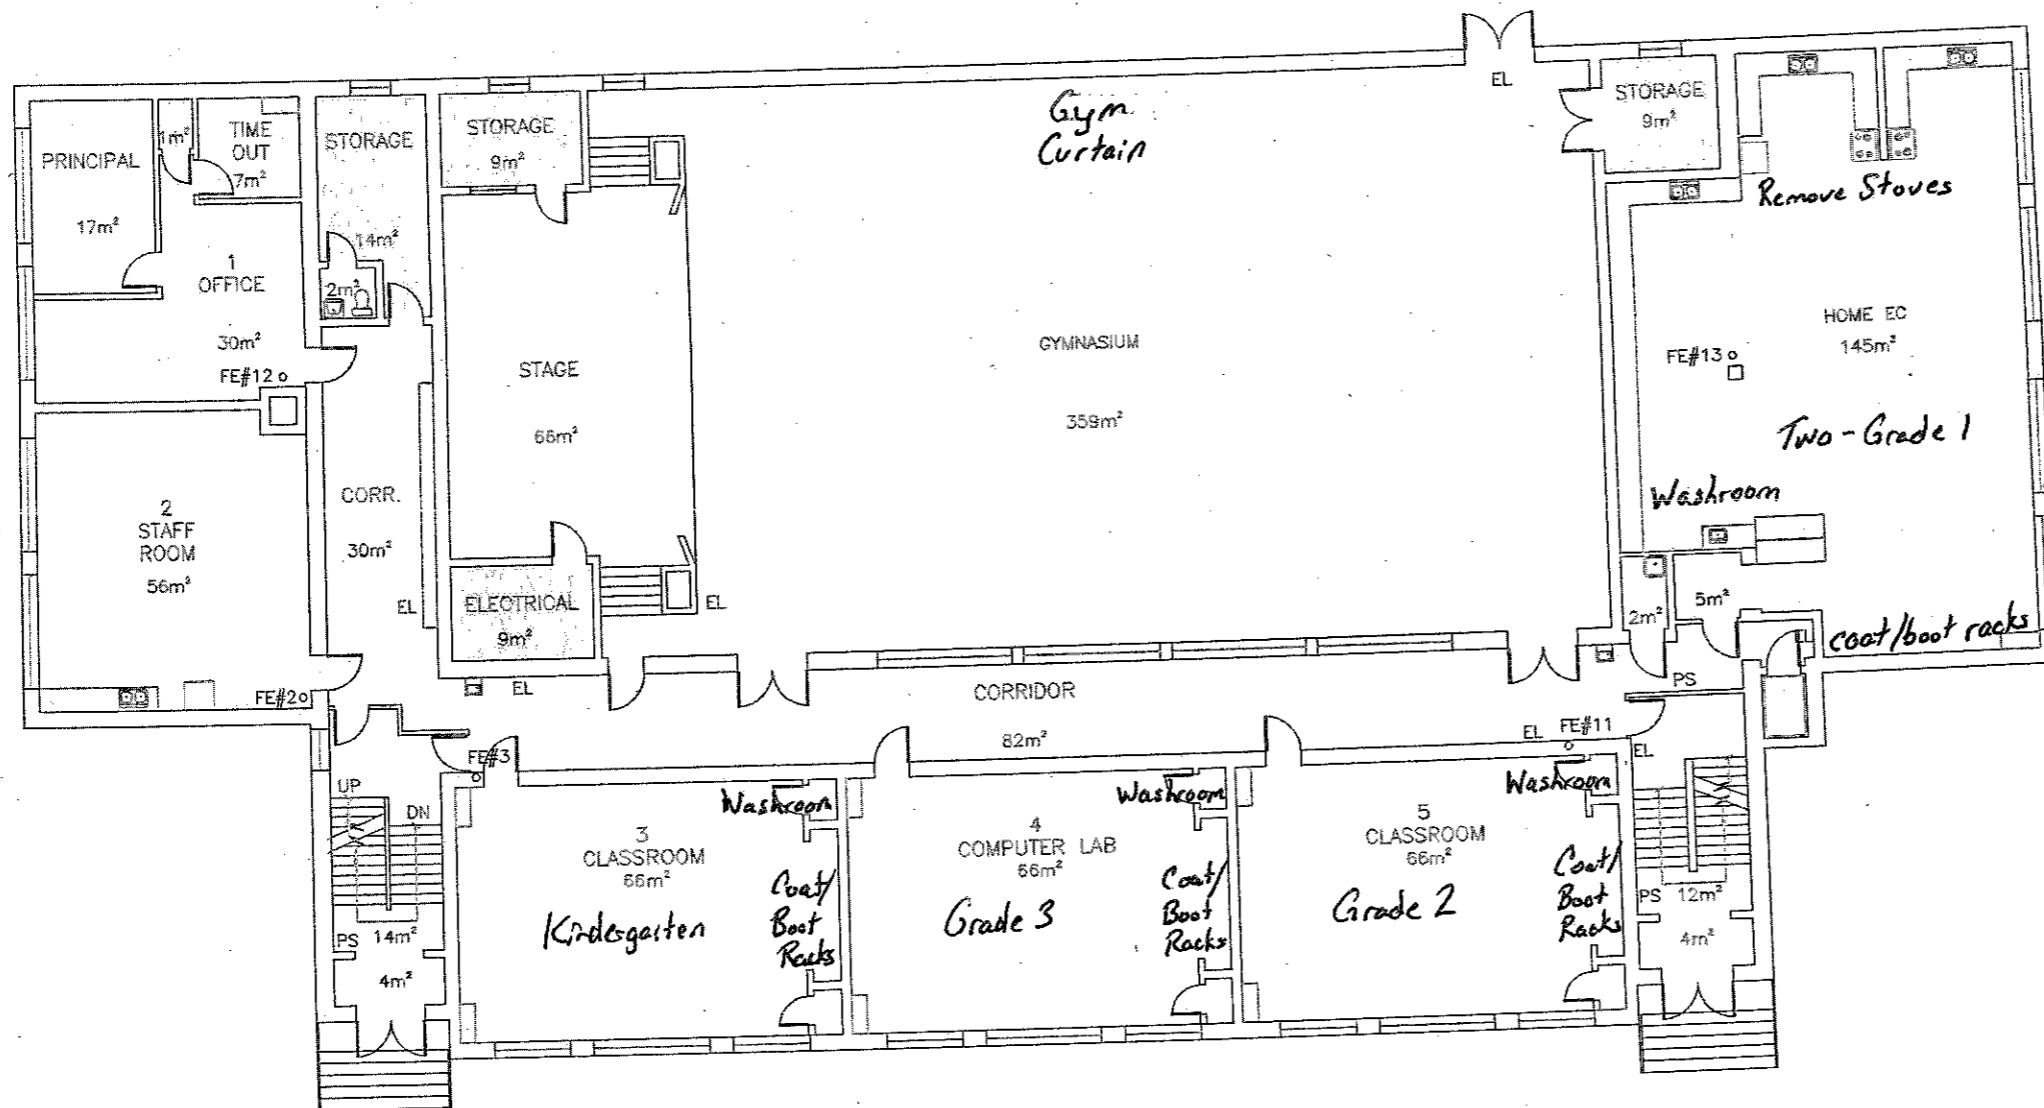 PRINCIPAL
17m²
1m²
TIME
OUT
7m²
STORAGE
14m²
2m²
STORAGE
9m²
Gym
Curtain
EL
STORAGE
9m²
Remove Stoves
1
OFFICE
30m²
FE#12
STAGE
66m²
GYMNASIUM
359m²
HOME EC
145m²
FE#13
Two-Grade 1
Washroom
2
STAFF
ROOM
56m²
CORR.
30m²
EL
ELECTRICAL
9m²
EL
2m²
5m²
coat/boot racks
FE#2
EL
CORRIDOR
82m²
PS
FE#3
EL
FE#11
EL
UP
DN
PS
14m²
4m²
Washroom
3
CLASSROOM
66m²
Kindergarten
Coat/
Boot
Racks
Washroom
4
COMPUTER LAB
66m²
Grade 3
Coat/
Boot
Racks
Washroom
5
CLASSROOM
66m²
Grade 2
Coat/
Boot
Racks
PS
12m²
4m²